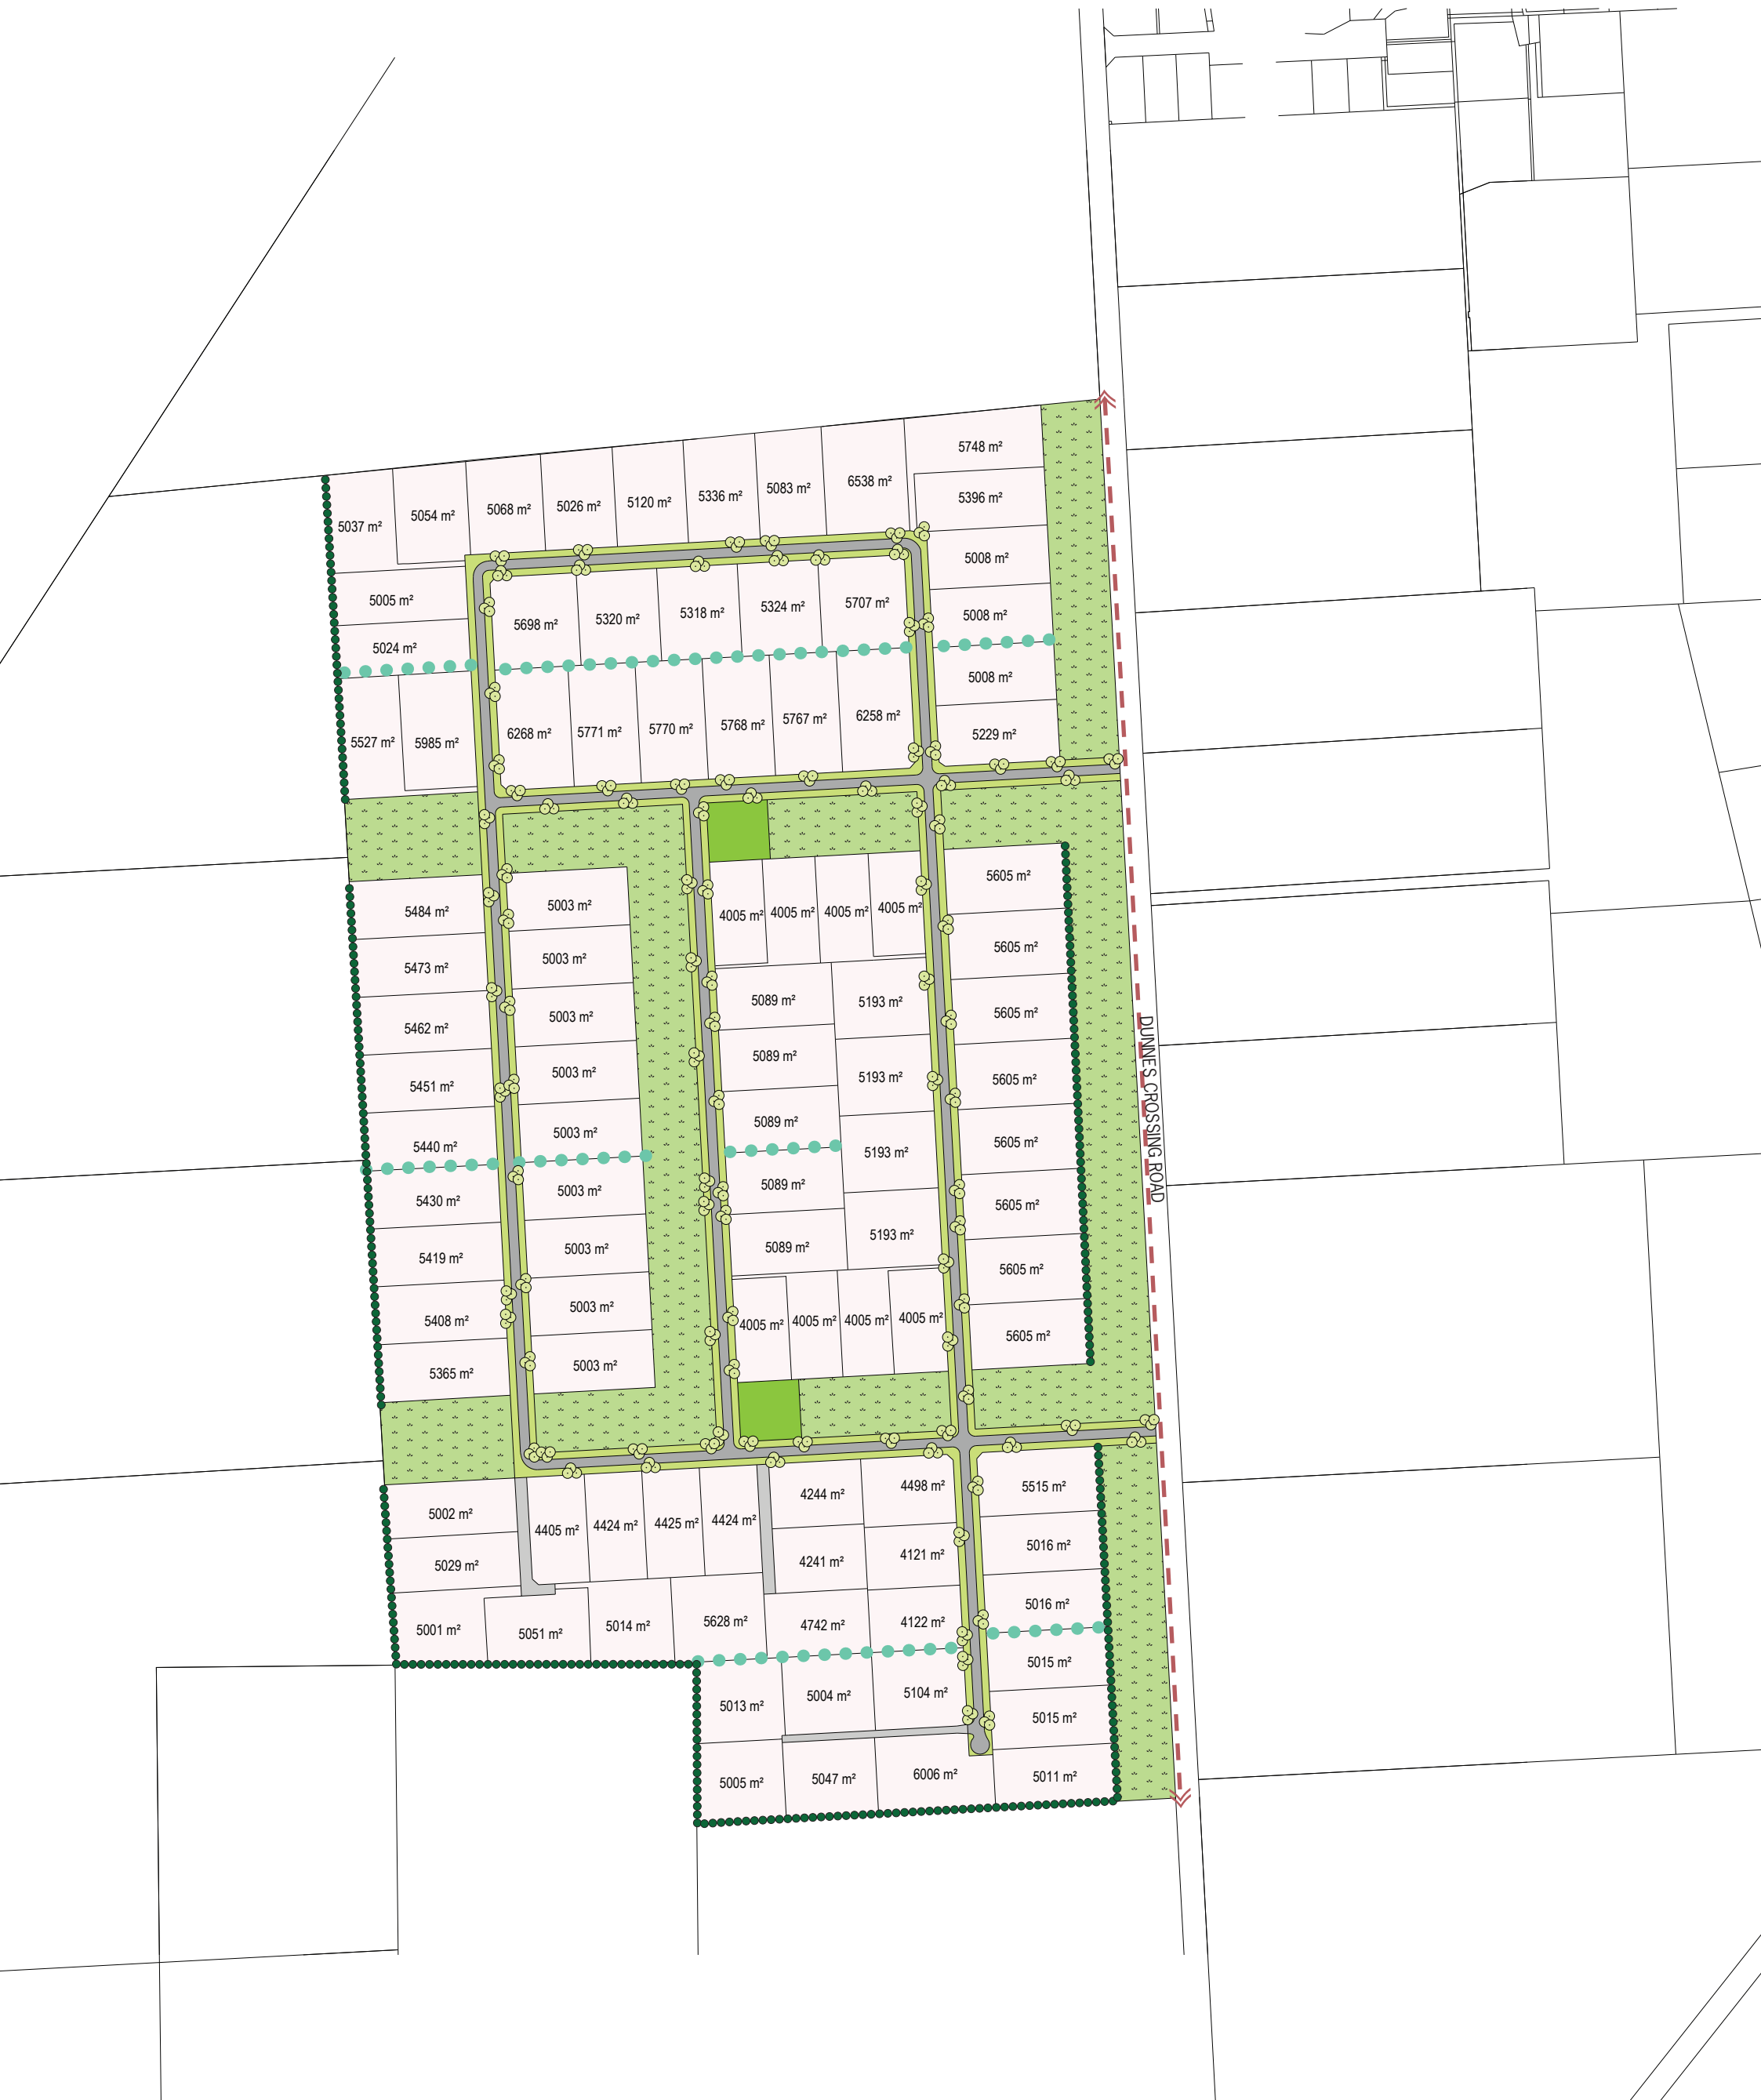 5748 m²
5396 m²
5008 m²
5008 m²
5008 m²
5229 m²
6538 m²
5083 m²
5336 m²
5120 m²
5026 m²
5068 m²
5054 m²
5037 m²
5005 m²
5024 m²
5527 m²
5985 m²
5698 m²
5320 m²
5318 m²
5324 m²
5707 m²
6268 m²
5771 m²
5770 m²
5768 m²
5767 m²
6258 m²
5484 m²
5473 m²
5462 m²
5451 m²
5440 m²
5430 m²
5419 m²
5408 m²
5365 m²
5003 m²
5003 m²
5003 m²
5003 m²
5003 m²
5003 m²
5003 m²
5003 m²
5003 m²
4005 m²
4005 m²
4005 m²
4005 m²
5089 m²
5089 m²
5089 m²
5089 m²
5089 m²
5193 m²
5193 m²
5193 m²
5193 m²
4005 m²
4005 m²
4005 m²
4005 m²
5605 m²
5605 m²
5605 m²
5605 m²
5605 m²
5605 m²
5605 m²
5605 m²
DUNNES CROSSING ROAD
5002 m²
5029 m²
5001 m²
5051 m²
5014 m²
5628 m²
4405 m²
4424 m²
4425 m²
4424 m²
4244 m²
4498 m²
4241 m²
4121 m²
4742 m²
4122 m²
5515 m²
5016 m²
5016 m²
5015 m²
5015 m²
5011 m²
5013 m²
5004 m²
5104 m²
5005 m²
5047 m²
6006 m²